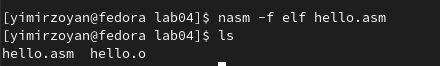 [yimirzoyan@fedora lab04]$ nasm -f elf hello.asm
[yimirzoyan@fedora lab04]$ ls
hello.asm  hello.o